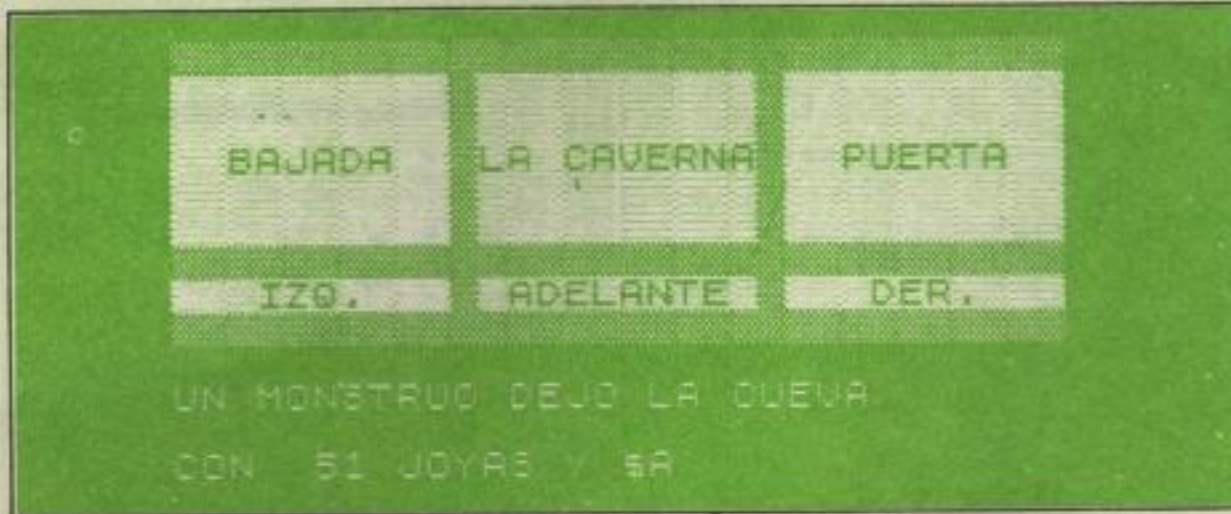 BAJADA LA CAVERNA PUERTA
IZQ. ADELANTE DER.
UN MONSTRUO DEJO LA CUEVA
CON 51 JOYAS Y $A